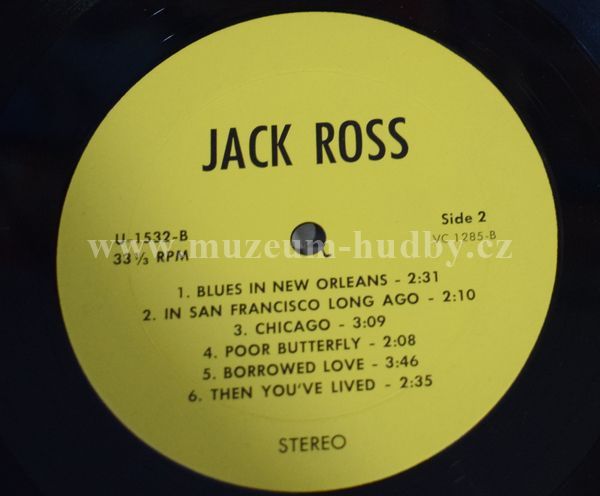 JACK ROSS
U-1532-B
33 1/3 RPM
Side 2
VC 1285-B
www.muzeum-hudby.cz
1. BLUES IN NEW ORLEANS - 2:31
2. IN SAN FRANCISCO LONG AGO - 2:10
3. CHICAGO - 3:09
4. POOR BUTTERFLY - 2:08
5. BORROWED LOVE - 3:46
6. THEN YOU'VE LIVED - 2:35
STEREO